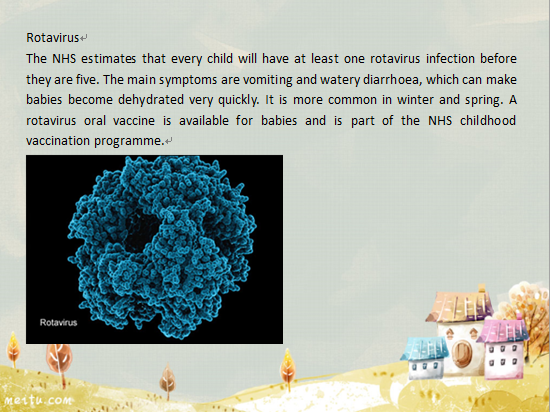 Rotavirus
The NHS estimates that every child will have at least one rotavirus infection before
they are five. The main symptoms are vomiting and watery diarrhoea, which can make
babies become dehydrated very quickly. It is more common in winter and spring. A
rotavirus oral vaccine is available for babies and is part of the NHS childhood
vaccination programme.
Rotavirus
meitu.com